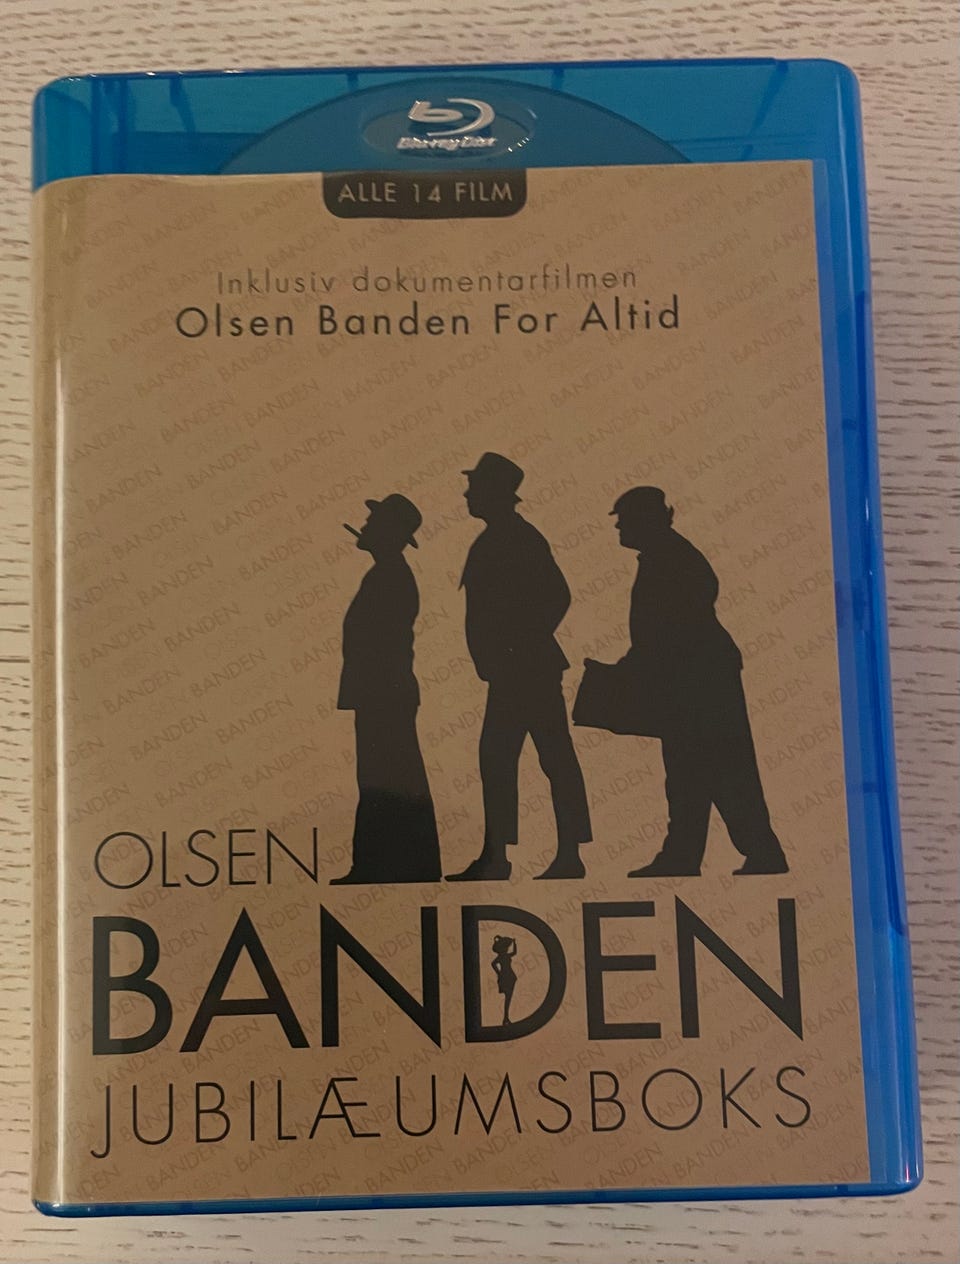 Blu-ray Disc
ALLE 14 FILM
Inklusiv dokumentarfilmen
Olsen Banden For Altid
OLSEN
BANDEN
JUBILÆUMSBOKS